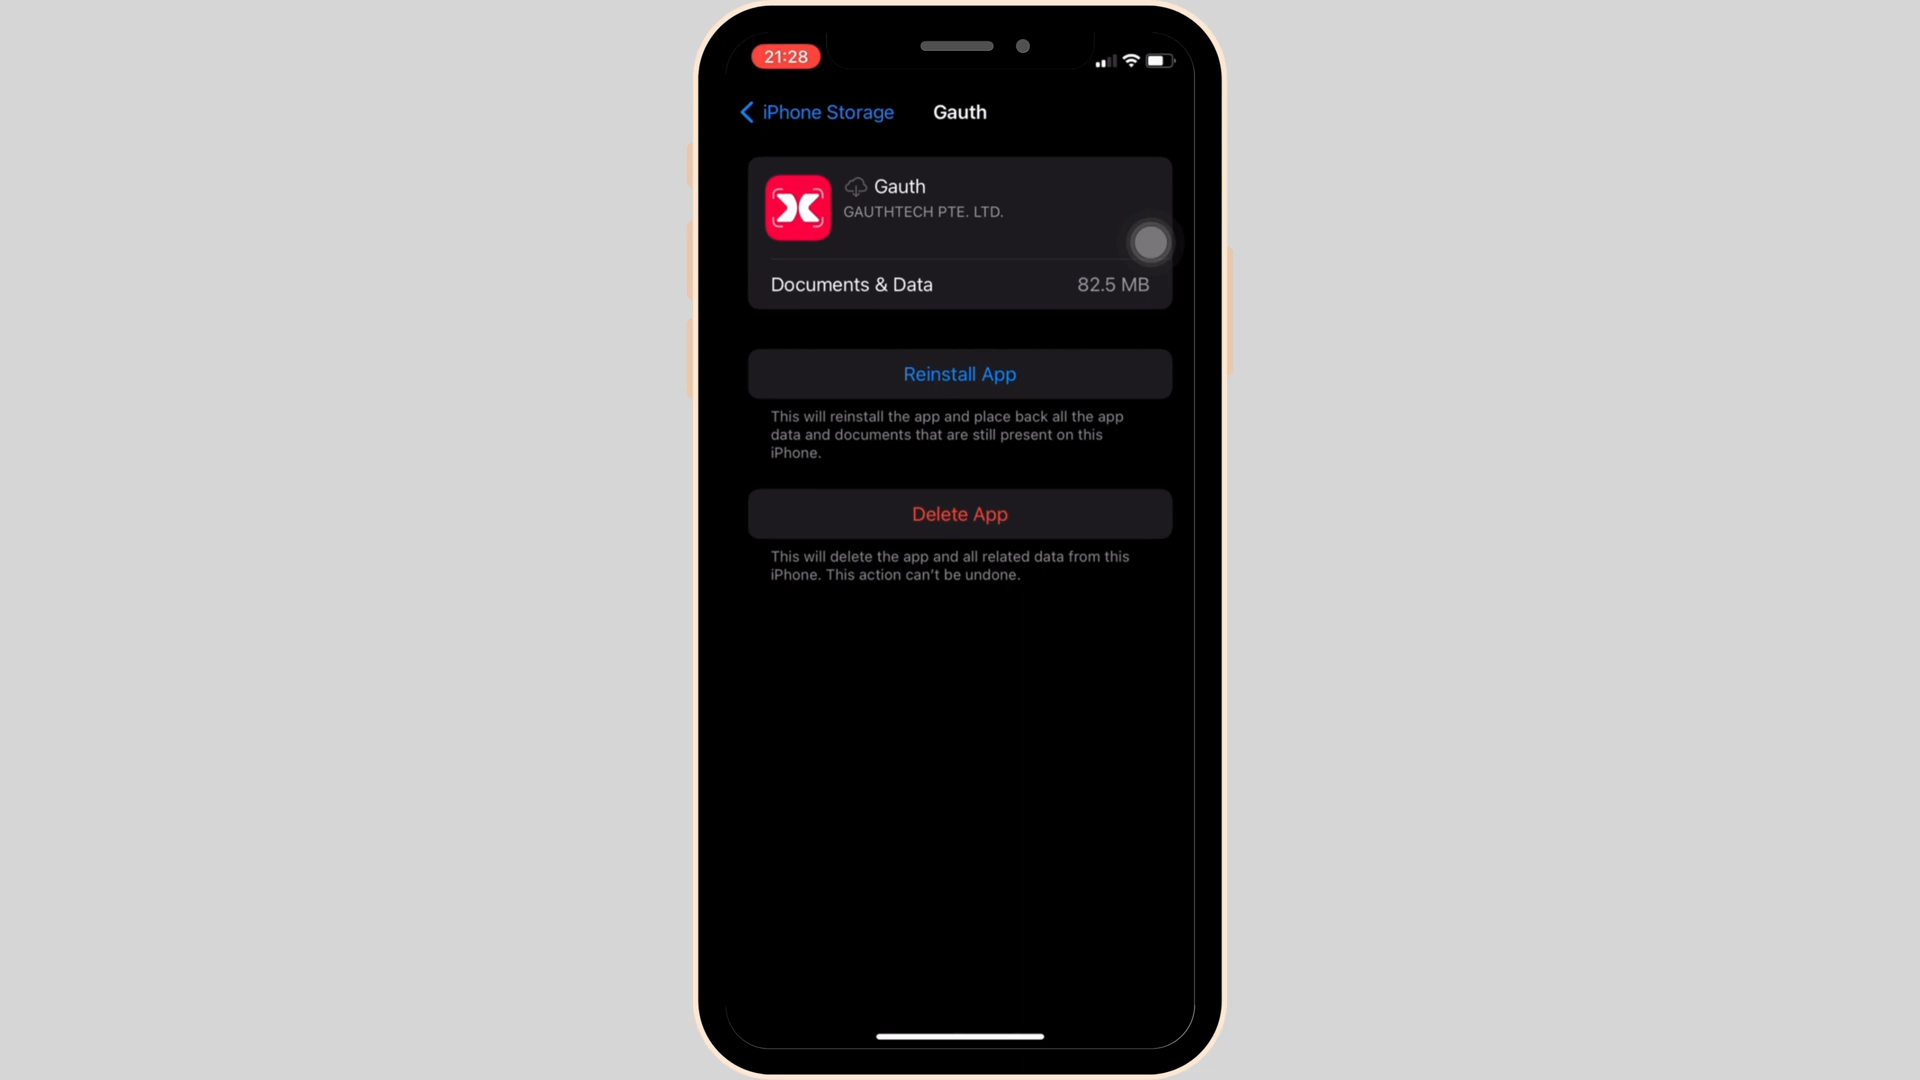 21:28
iPhone Storage
Gauth
Gauth
GAUTHTECH PTE. LTD.
Documents & Data 82.5 MB
Reinstall App
This will reinstall the app and place back all the app
data and documents that are still present on this
iPhone.
Delete App
This will delete the app and all related data from this
iPhone. This action can't be undone.